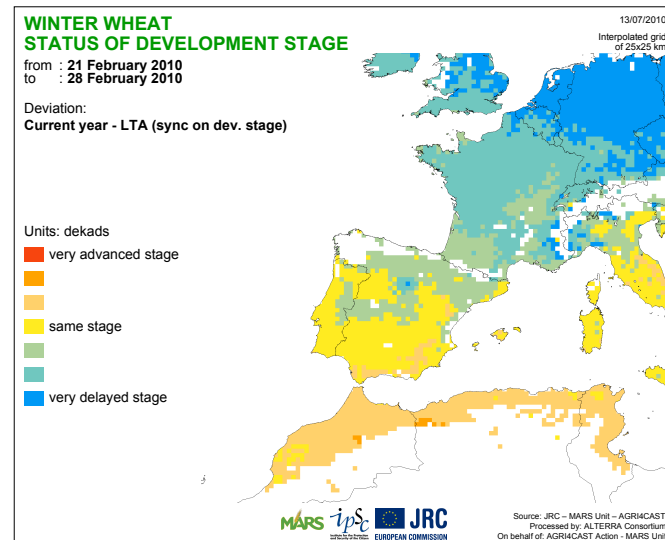 WINTER WHEAT
STATUS OF DEVELOPMENT STAGE
from : 21 February 2010
to : 28 February 2010
Deviation:
Current year - LTA (sync on dev. stage)
13/07/2010
Interpolated grid
of 25x25 km
Units: dekads
very advanced stage
same stage
very delayed stage
MARS
ipsc
EUROPEAN COMMISSION
JRC
Source: JRC – MARS Unit – AGRI4CAST
Processed by: ALTERRA Consortium
On behalf of: AGRI4CAST Action - MARS Unit